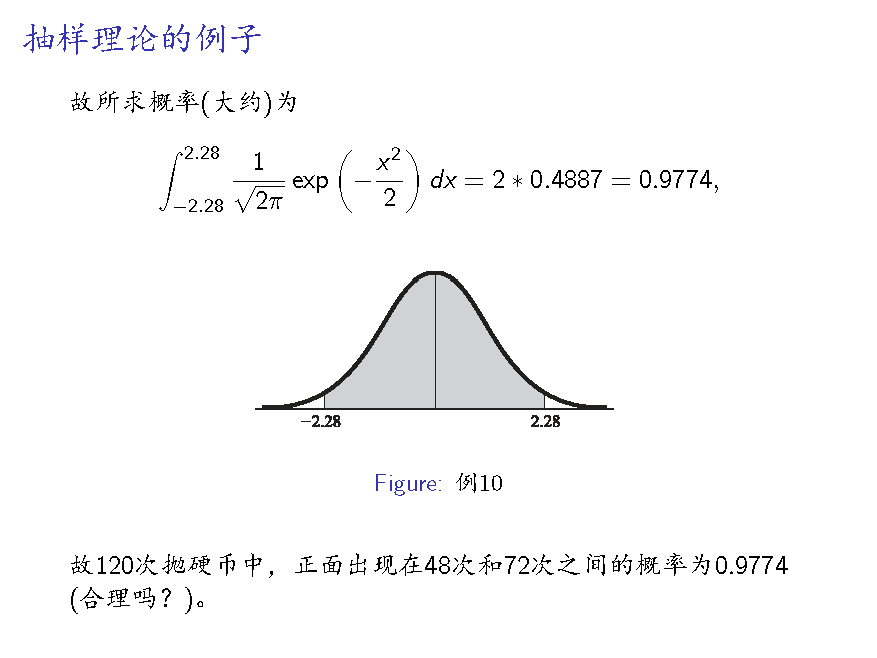 抽样理论的例子
故所求概率(大约)为
∫_{−2.28}^{2.28} 1/√(2π) exp(−x²/2) dx = 2 ∗ 0.4887 = 0.9774,
−2.28 2.28
Figure: 例10
故120次抛硬币中，正面出现在48次和72次之间的概率为0.9774
(合理吗？)。